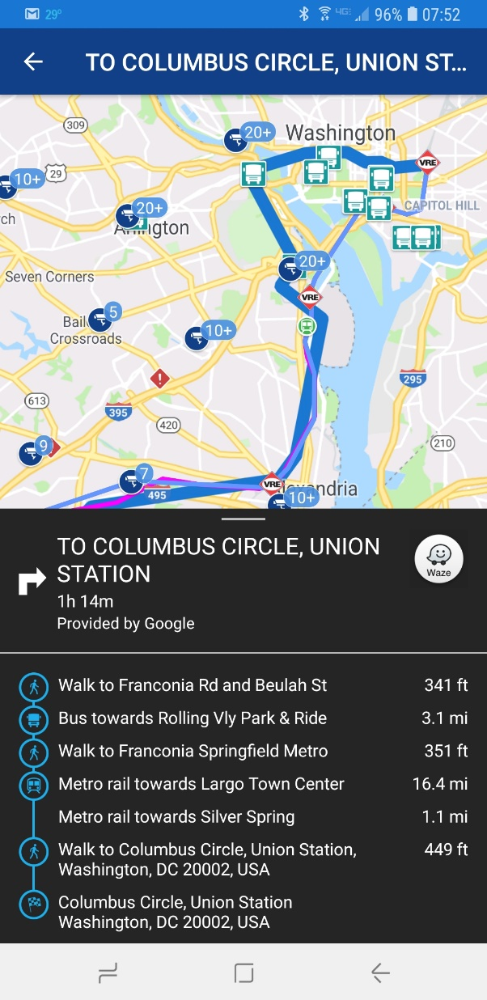 29°
4GE
96%
07:52
TO COLUMBUS CIRCLE, UNION ST...
309
20+
Washington
VRE
10+
29
20+
CAPITOL HILL
rch
Arlington
20+
Seven Corners
VRE
5
Bail
Crossroads
10+
295
613
395
420
210
9
7
VRE
exandria
495
10+
TO COLUMBUS CIRCLE, UNION
STATION
1h 14m
Provided by Google
Waze
Walk to Franconia Rd and Beulah St 341 ft
Bus towards Rolling Vly Park & Ride 3.1 mi
Walk to Franconia Springfield Metro 351 ft
Metro rail towards Largo Town Center 16.4 mi
Metro rail towards Silver Spring 1.1 mi
Walk to Columbus Circle, Union Station, 449 ft
Washington, DC 20002, USA
Columbus Circle, Union Station
Washington, DC 20002, USA